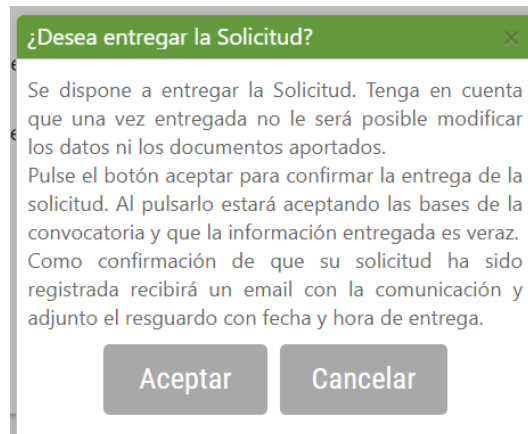 ¿Desea entregar la Solicitud?
Se dispone a entregar la Solicitud. Tenga en cuenta
que una vez entregada no le será posible modificar
los datos ni los documentos aportados.
Pulse el botón aceptar para confirmar la entrega de la
solicitud. Al pulsarlo estará aceptando las bases de la
convocatoria y que la información entregada es veraz.
Como confirmación de que su solicitud ha sido
registrada recibirá un email con la comunicación y
adjunto el resguardo con fecha y hora de entrega.
Aceptar Cancelar